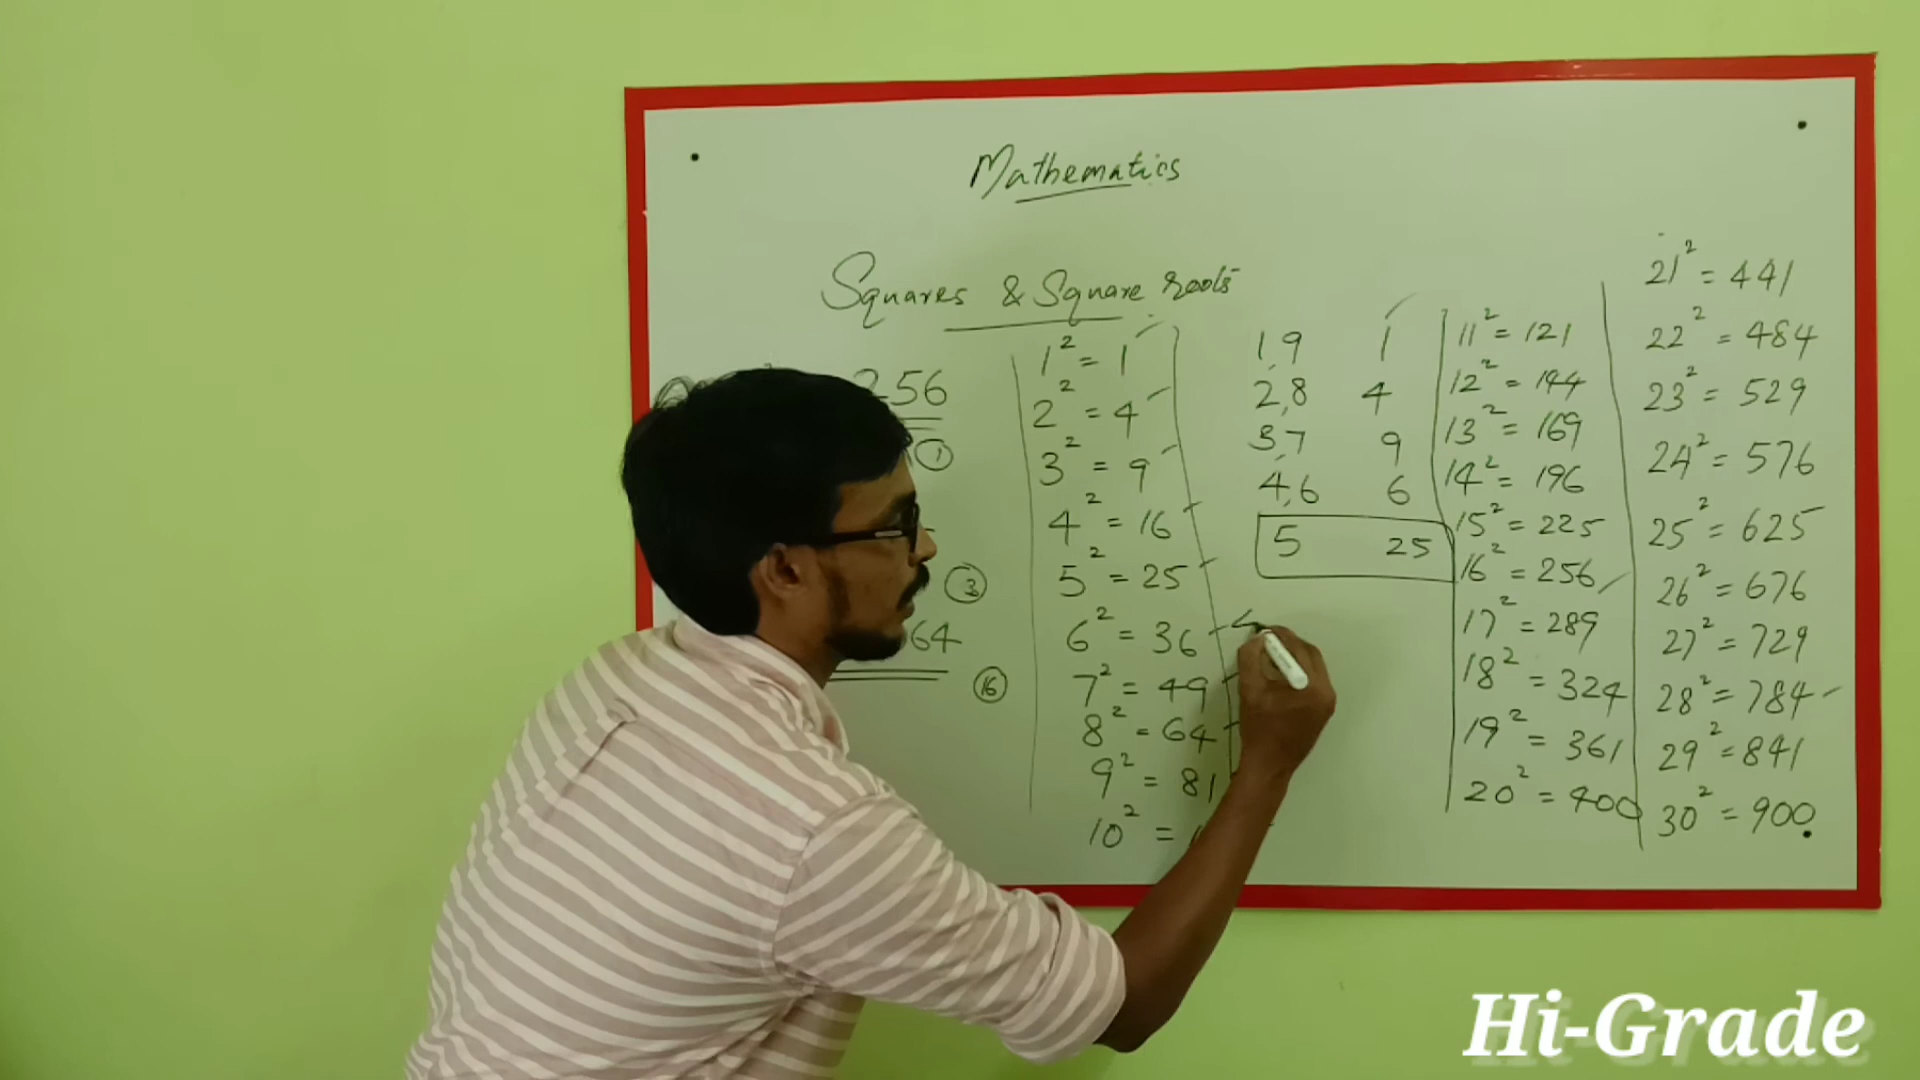 Mathematics
Squares & Square roots
256
①
③
64
⑯
1² = 1
2² = 4
3² = 9
4² = 16
5² = 25
6² = 36
7² = 49
8² = 64
9² = 81
10² = 1
1,9 1
2,8 4
3,7 9
4,6 6
5 25
11² = 121
12² = 144
13² = 169
14² = 196
15² = 225
16² = 256
17² = 289
18² = 324
19² = 361
20² = 400
21² = 441
22² = 484
23² = 529
24² = 576
25² = 625
26² = 676
27² = 729
28² = 784
29² = 841
30² = 900
Hi-Grade